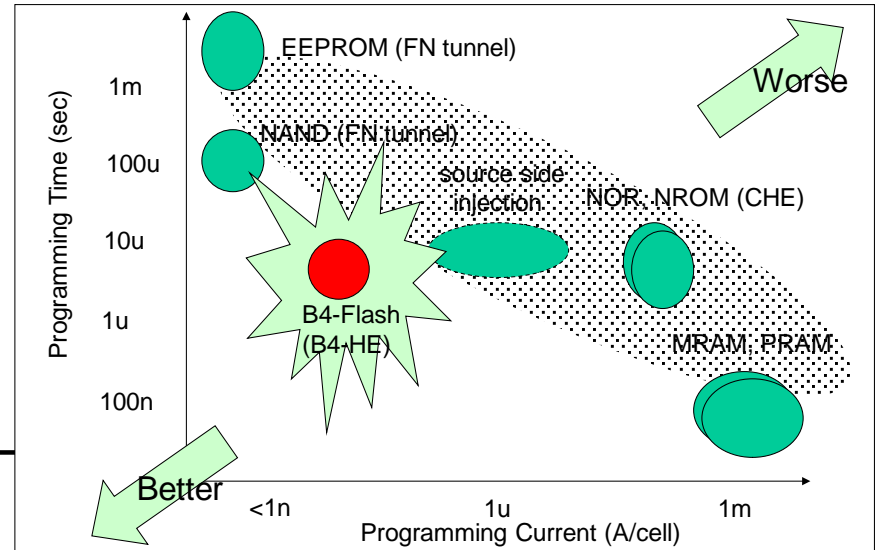 EEPROM (FN tunnel)
Worse
1m
NAND (FN tunnel)
100u
source side
injection
NOR, NROM (CHE)
10u
B4-Flash
(B4-HE)
1u
MRAM, PRAM
100n
Programming Time (sec)
Better
<1n
1u
1m
Programming Current (A/cell)